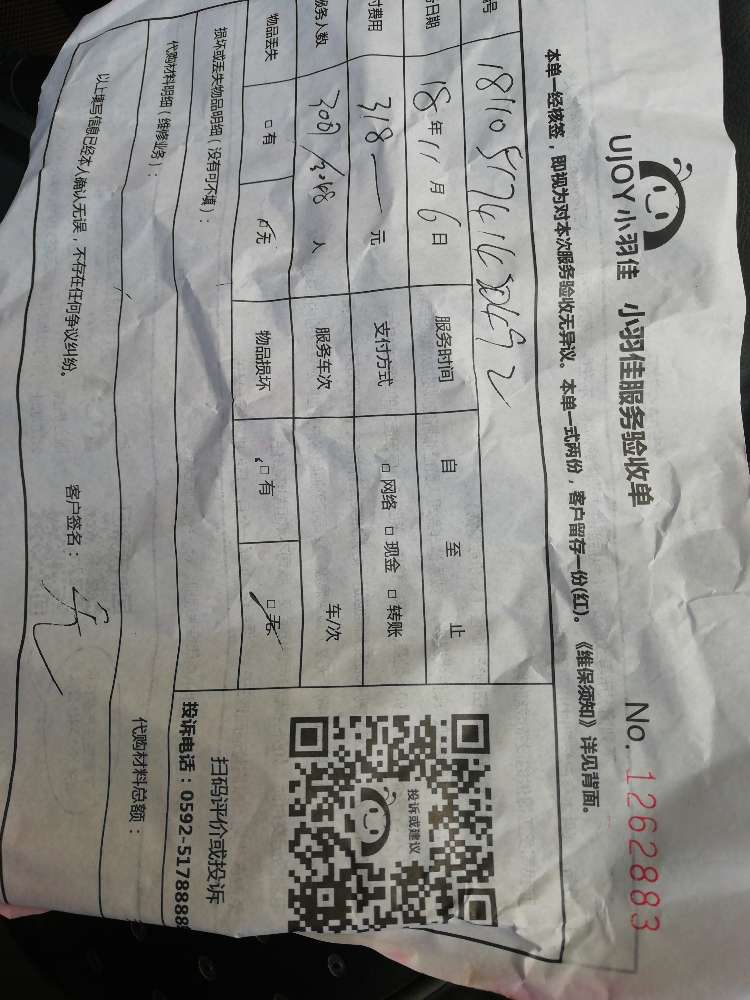 UJOY小羽佳 小羽佳服务验收单 No. 1262883
本单一经核签，即视为对本次服务验收无异议。本单一式两份，客户留存一份(红)。《维保须知》详见背面。
号
日期 18年11月6日 服务时间 自 至 止
费用 318— 元 支付方式 □网络 □现金 □转账
服务人数 人 服务车次 车/次
物品丢失 □有 □无 物品损坏 □有 □无
损坏或丢失物品明细（没有可不填）：
代购材料明细（维修业务）： 代购材料总额：
以上填写信息已经本人确认无误，不存在任何争议纠纷。 客户签名：
投诉或建议
扫码评价或投诉
投诉电话：0592-5178888